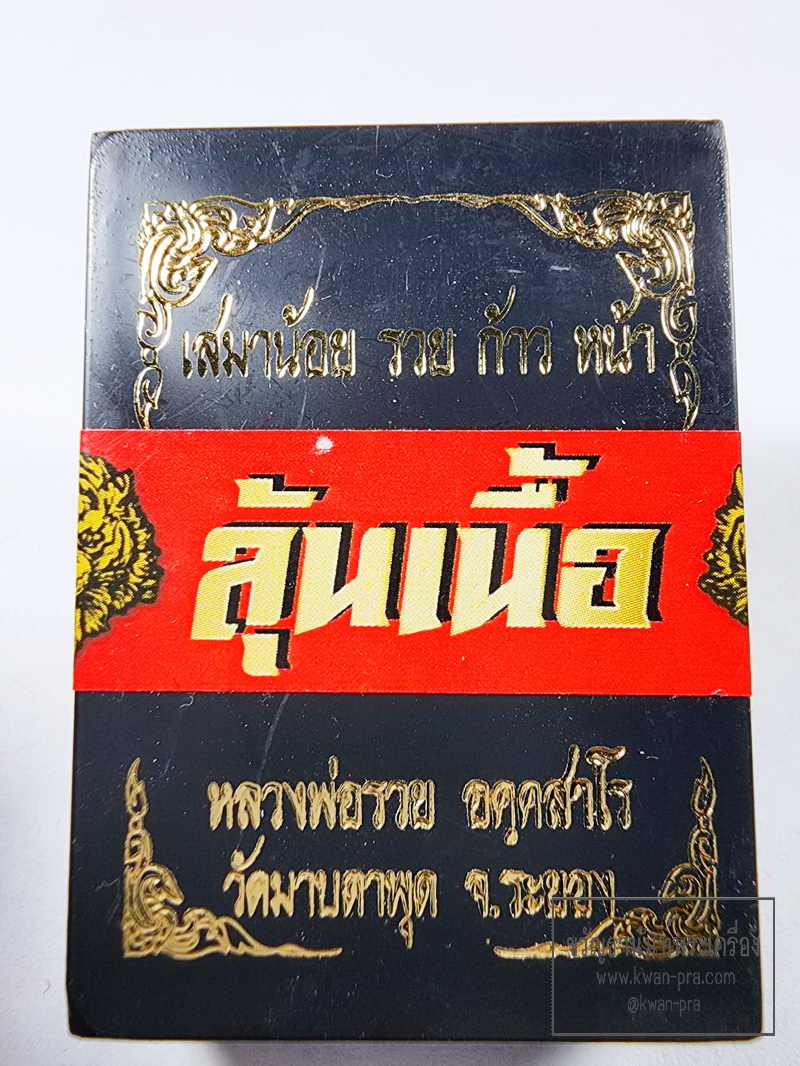 เสมาน้อย รวย ก้าว หน้า
ลุ้นเนื้อ
หลวงพ่อรวย อคฺคสาโร
วัดมาบตาพุด จ.ระยอง
www.kwan-pra.com
@kwan-pra